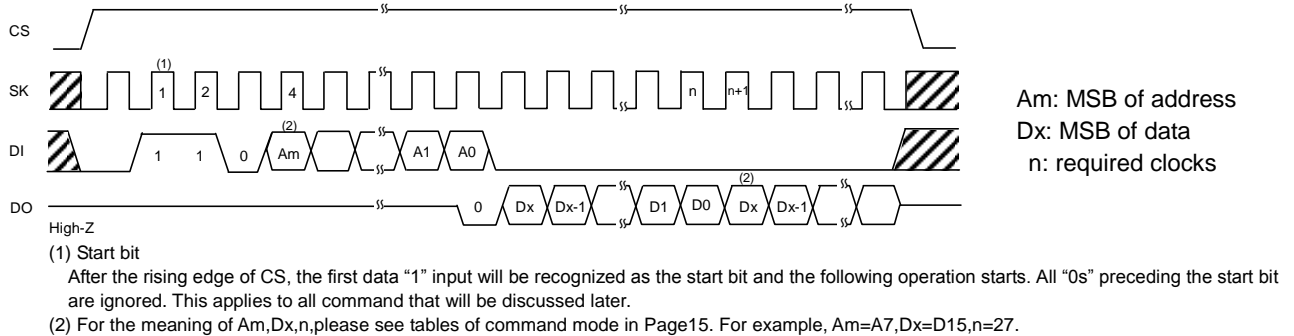 CS
(1)
SK 1 2 4 n n+1
Am: MSB of address
Dx: MSB of data
n: required clocks
(2)
DI 1 1 0 Am A1 A0
(2)
DO 0 Dx Dx-1 D1 D0 Dx Dx-1
High-Z
(1) Start bit
After the rising edge of CS, the first data “1” input will be recognized as the start bit and the following operation starts. All “0s” preceding the start bit
are ignored. This applies to all command that will be discussed later.
(2) For the meaning of Am,Dx,n,please see tables of command mode in Page15. For example, Am=A7,Dx=D15,n=27.